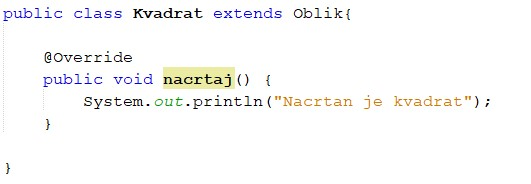 public class Kvadrat extends Oblik{
@Override
public void nacrtaj() {
System.out.println("Nacrtan je kvadrat");
}
}